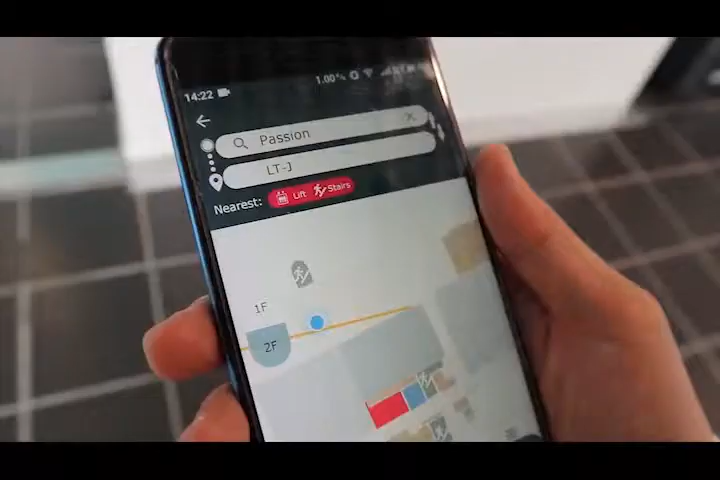 14:22 1.00%
Passion
LT-J
Nearest: Lift Stairs
1F
2F